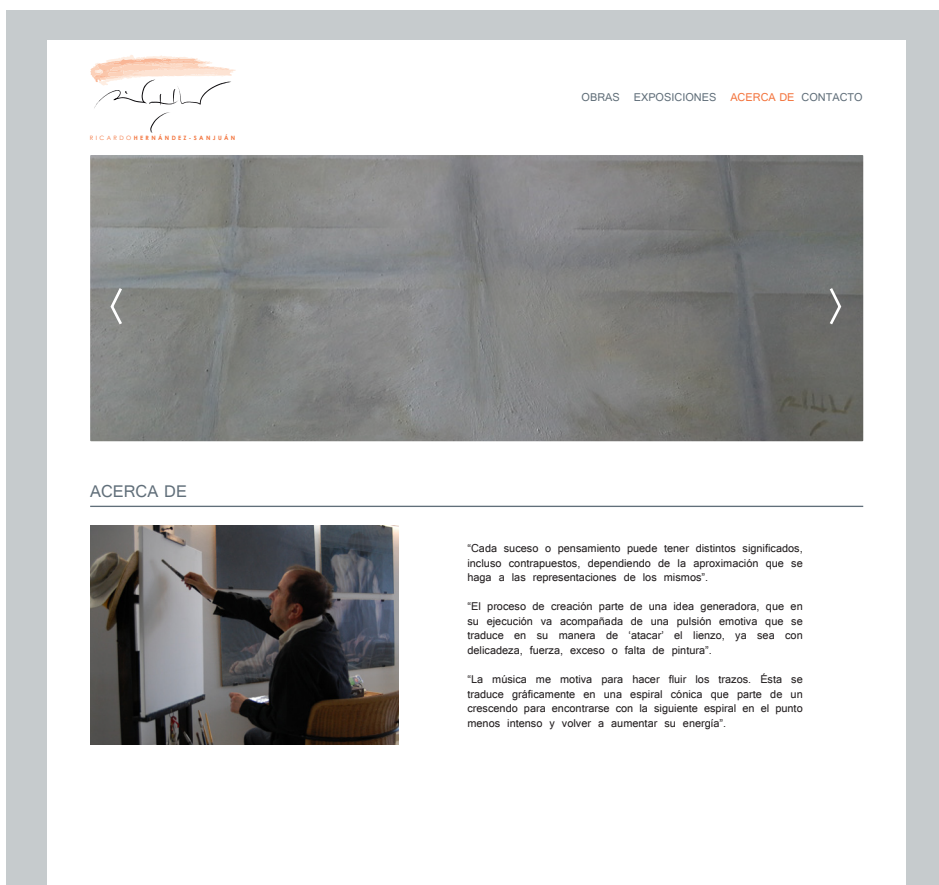 RICARDOHERNÁNDEZ-SANJUÁN
OBRAS EXPOSICIONES ACERCA DE CONTACTO
ACERCA DE
“Cada suceso o pensamiento puede tener distintos significados,
incluso contrapuestos, dependiendo de la aproximación que se
haga a las representaciones de los mismos”.
“El proceso de creación parte de una idea generadora, que en
su ejecución va acompañada de una pulsión emotiva que se
traduce en su manera de ‘atacar’ el lienzo, ya sea con
delicadeza, fuerza, exceso o falta de pintura”.
“La música me motiva para hacer fluir los trazos. Ésta se
traduce gráficamente en una espiral cónica que parte de un
crescendo para encontrarse con la siguiente espiral en el punto
menos intenso y volver a aumentar su energía”.